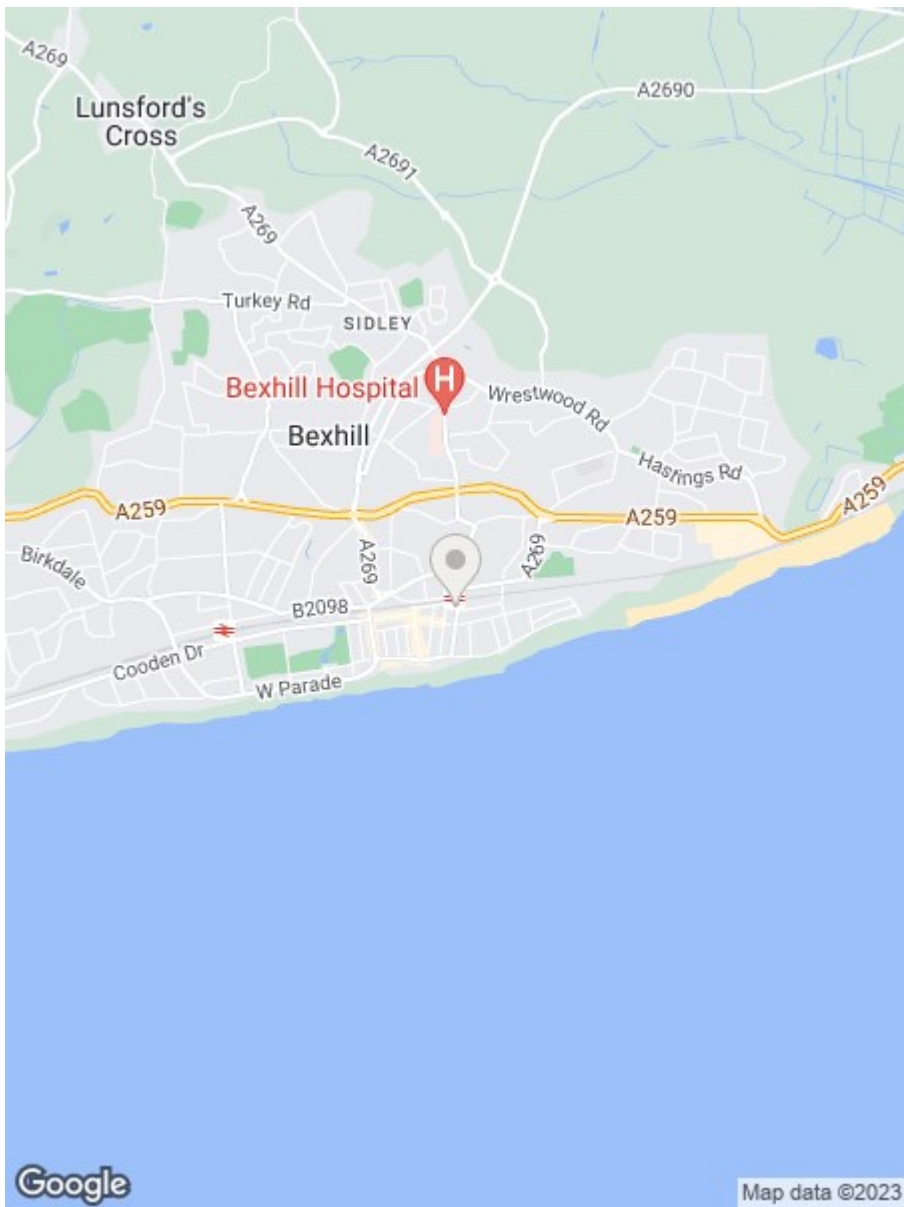 A269
A2690
Lunsford's
Cross
A2691
A269
Turkey Rd
SIDLEY
H
Bexhill Hospital
Wrestwood Rd
Bexhill
Hastings Rd
A259
A259
A259
Birkdale
A269
A269
B2098
Cooden Dr
W Parade
Google
Map data ©2023